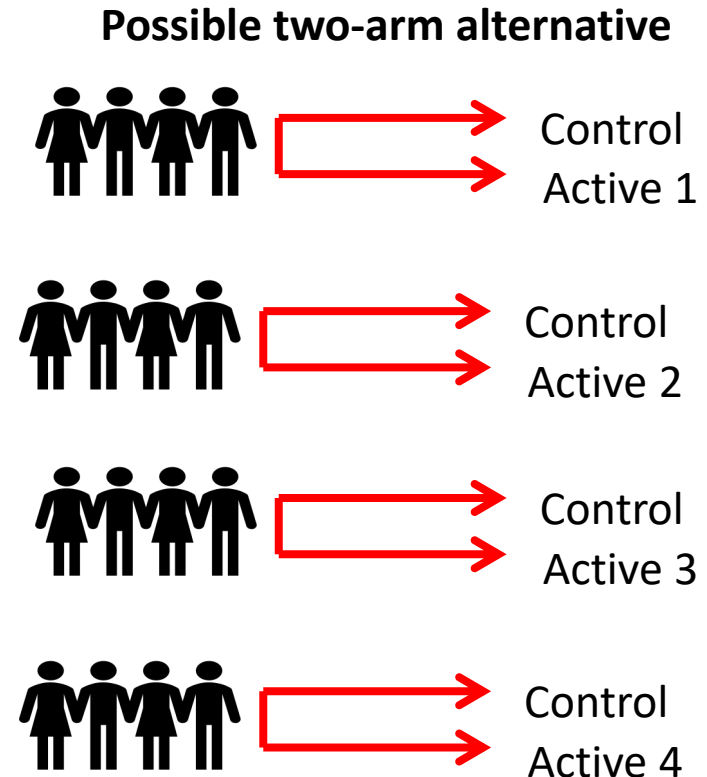 Possible two-arm alternative
Control
Active 1
Control
Active 2
Control
Active 3
Control
Active 4